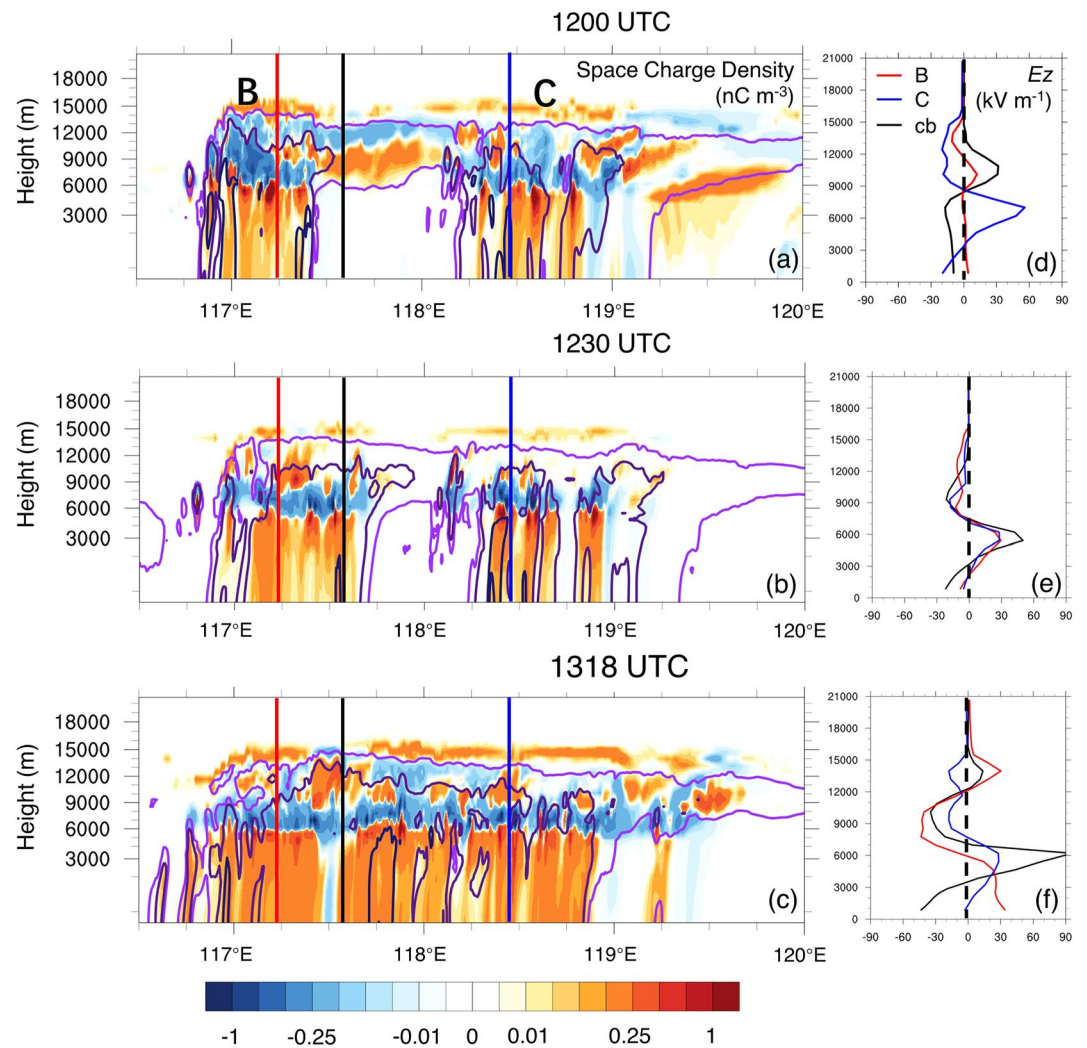 1200 UTC
Height (m)
18000
15000
12000
9000
6000
3000
B
C
Space Charge Density
(nC m⁻³)
(a)
117°E
118°E
119°E
120°E
21000
18000
15000
12000
9000
6000
3000
0
B
C
cb
Ez
(kV m⁻¹)
(d)
-90 -60 -30 0 30 60 90
1230 UTC
Height (m)
18000
15000
12000
9000
6000
3000
(b)
117°E
118°E
119°E
120°E
21000
18000
15000
12000
9000
6000
3000
0
(e)
-90 -60 -30 0 30 60 90
1318 UTC
Height (m)
18000
15000
12000
9000
6000
3000
(c)
117°E
118°E
119°E
120°E
21000
18000
15000
12000
9000
6000
3000
0
(f)
-90 -60 -30 0 30 60 90
-1 -0.25 -0.01 0 0.01 0.25 1